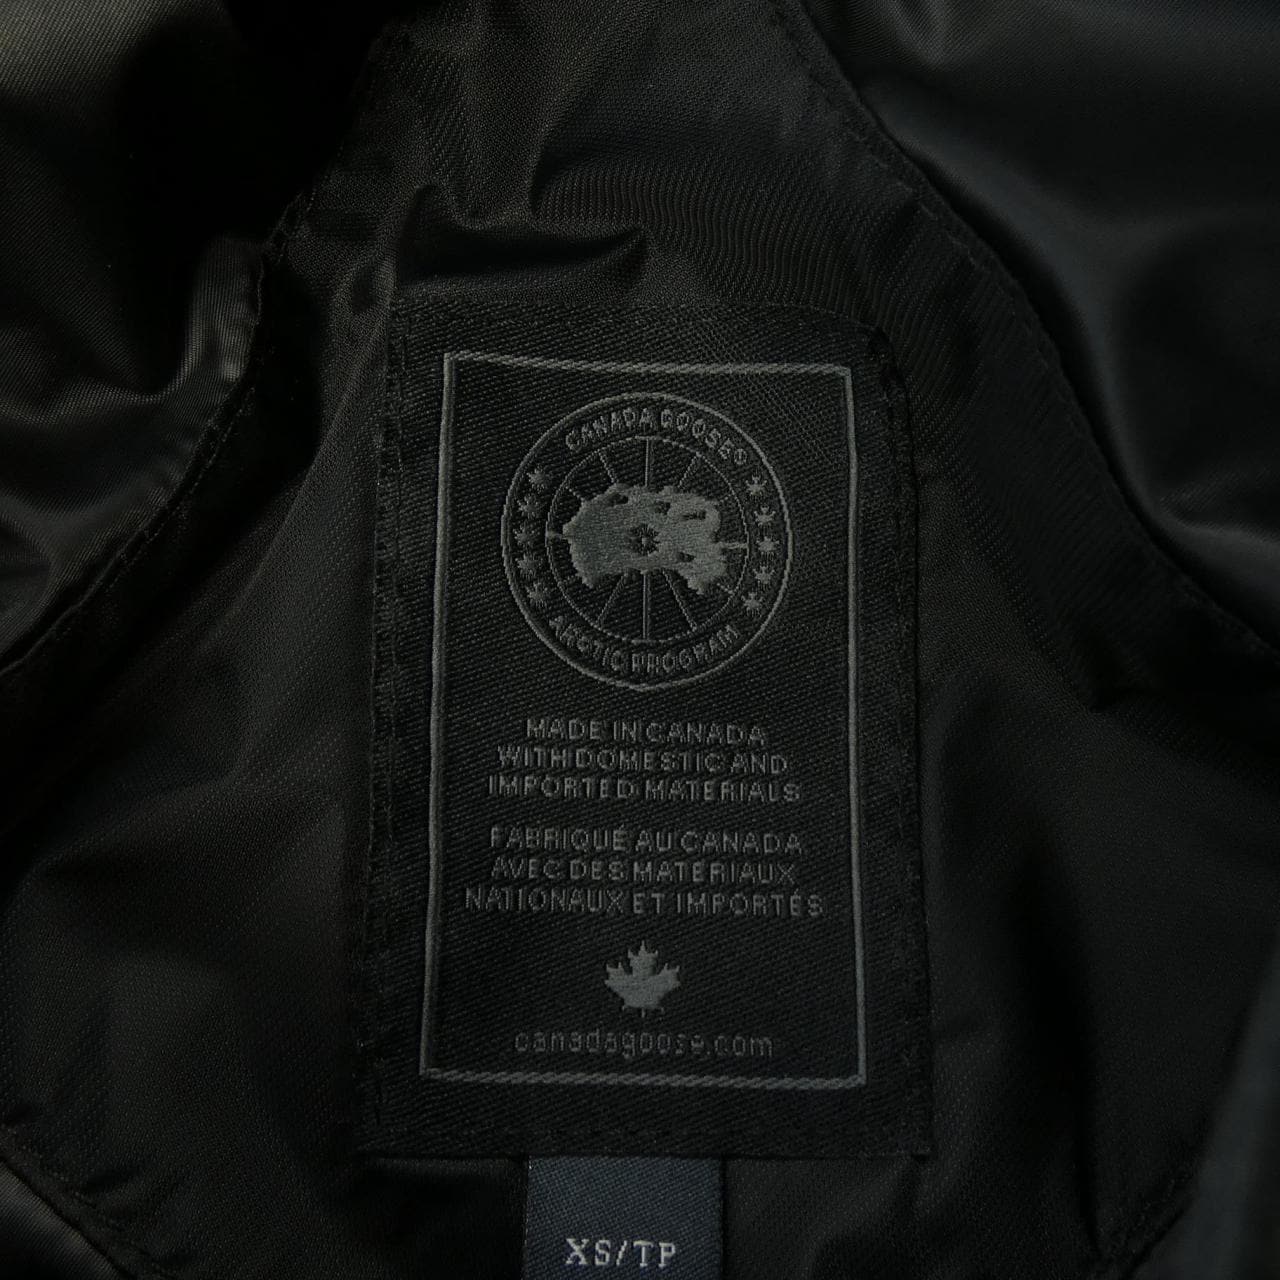 CANADA GOOSE®
ARCTIC PROGRAM
MADE IN CANADA
WITH DOMESTIC AND
IMPORTED MATERIALS
FABRIQUÉ AU CANADA
AVEC DES MATÉRIAUX
NATIONAUX ET IMPORTÉS
canadagoose.com
XS/TP